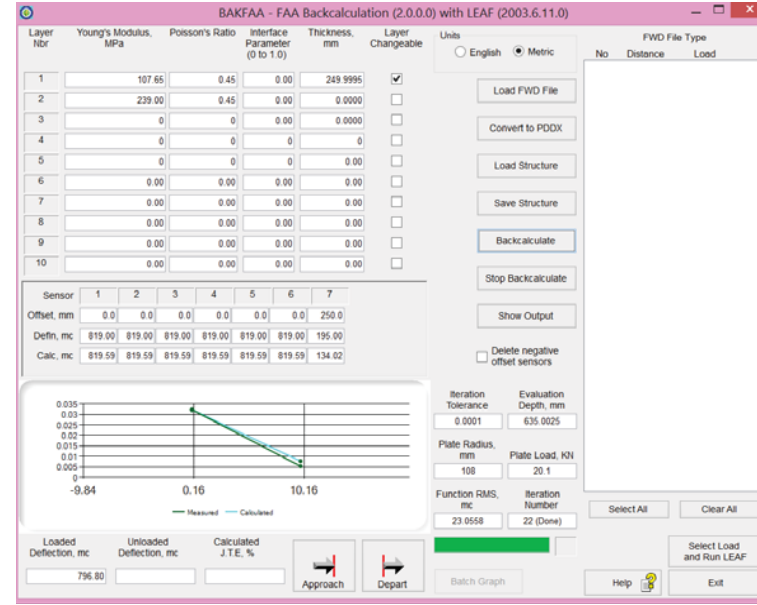 BAKFAA - FAA Backcalculation (2.0.0.0) with LEAF (2003.6.11.0)
Layer Nbr Young's Modulus, MPa Poisson's Ratio Interface Parameter (0 to 1.0) Thickness, mm Layer Changeable
1 107.65 0.45 0.00 249.9995
2 239.00 0.45 0.00 0.0000
3 0 0 0.00 0.0000
4 0 0 0 0
5 0 0 0 0.00
6 0.00 0.00 0.00 0.00
7 0.00 0.00 0.00 0.00
8 0.00 0.00 0.00 0.00
9 0.00 0.00 0.00 0.00
10 0.00 0.00 0.00 0.00
Sensor 1 2 3 4 5 6 7
Offset, mm 0.0 0.0 0.0 0.0 0.0 0.0 250.0
Defln, mc 819.00 819.00 819.00 819.00 819.00 819.00 195.00
Calc, mc 819.59 819.59 819.59 819.59 819.59 819.59 134.02
0.035
0.03
0.025
0.02
0.015
0.01
0.005
0
-9.84 0.16 10.16
Measured Calculated
Loaded Deflection, mc Unloaded Deflection, mc Calculated J.T.E, %
796.80
Approach Depart
Units
English Metric
Load FWD File
Convert to PDDX
Load Structure
Save Structure
Backcalculate
Stop Backcalculate
Show Output
Delete negative offset sensors
Iteration Tolerance Evaluation Depth, mm
0.0001 635.0025
Plate Radius, mm Plate Load, KN
108 20.1
Function RMS, mc Iteration Number
23.0558 22 (Done)
Batch Graph
FWD File Type
No Distance Load
Select All Clear All
Select Load and Run LEAF
Help Exit